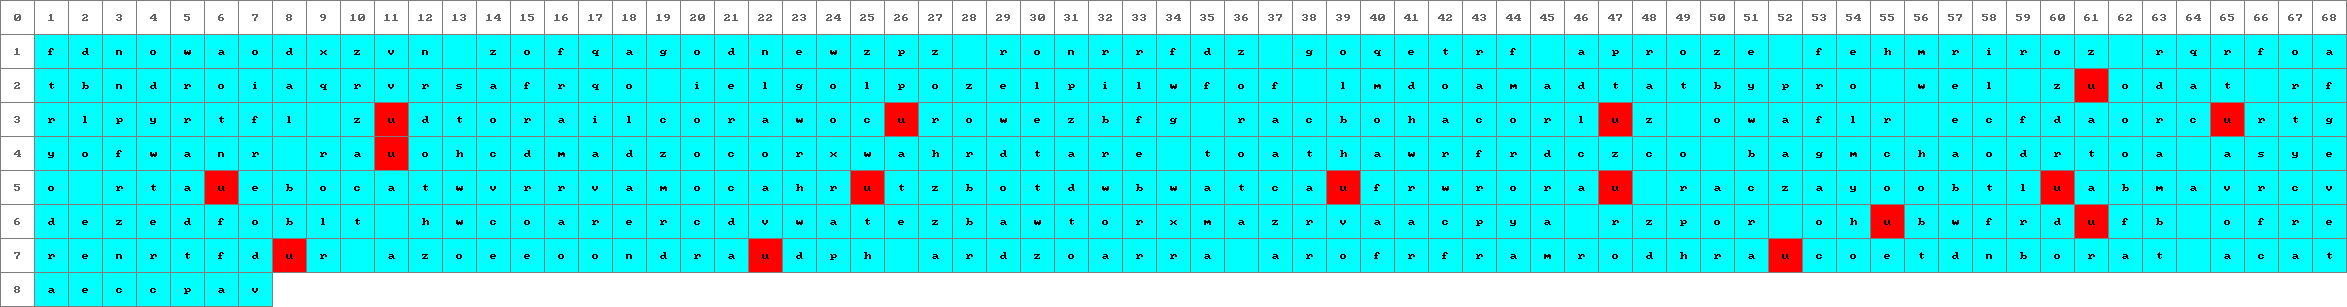 0 1 2 3 4 5 6 7 8 9 10 11 12 13 14 15 16 17 18 19 20 21 22 23 24 25 26 27 28 29 30 31 32 33 34 35 36 37 38 39 40 41 42 43 44 45 46 47 48 49 50 51 52 53 54 55 56 57 58 59 60 61 62 63 64 65 66 67 68
1 f d n o w a o d x z v n z o f q a g o d n e w z p z r o n r r f d z g o q e t r f a p r o z e f e h m r i r o z r q r f o a
2 t b n d r o i a q r v r s a f r q o i e l g o l p o z e l p i l w f o f l m d o a m a d t a t b y p r o w e l z u o d a t r f
3 r l p y r t f l z u d t o r a i l c o r a w o c u r o w e z b f g r a c b o h a c o r l u z o w a f l r e c f d a o r c u r t g
4 y o f w a n r r a u o h c d m a d z o c o r x w a h r d t a r e t o a t h a w r f r d c z c o b a g m c h a o d r t o a a s y e
5 o r t a u e b o c a t w v r r v a m o c a h r u t z b o t d w b w a t c a u f r w r o r a u r a c z a y o o b t l u a b m a v r c v
6 d e z e d f o b l t h w c o a r e r c d v w a t e z b a w t o r x m a z r v a a c p y a r z p o r o h u b w f r d u f b o f r e
7 r e n r t f d u r a z o e e o o n d r a u d p h a r d z o a r r a a r o f r f r a m r o d h r a u c o e t d n b o r a t a c a t
8 a e c c p a v